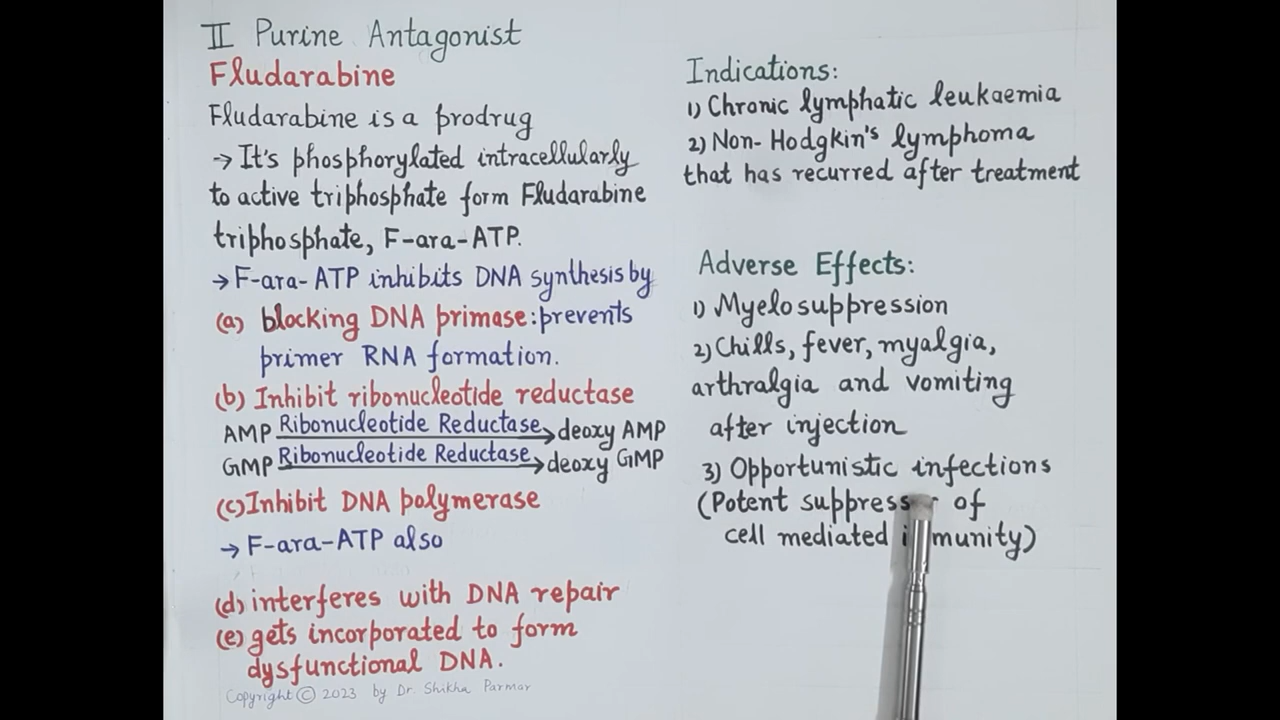 II Purine Antagonist
Fludarabine
Fludarabine is a prodrug
→ It's phosphorylated intracellularly
to active triphosphate form Fludarabine
triphosphate, F-ara-ATP.
→ F-ara-ATP inhibits DNA synthesis by
(a) blocking DNA primase: prevents
primer RNA formation.
(b) Inhibit ribonucleotide reductase
AMP Ribonucleotide Reductase → deoxy AMP
GMP Ribonucleotide Reductase → deoxy GMP
(c) Inhibit DNA polymerase
→ F-ara-ATP also
(d) interferes with DNA repair
(e) gets incorporated to form
dysfunctional DNA.
Copyright © 2023 by Dr. Shikha Parmar
Indications:
1) Chronic lymphatic leukaemia
2) Non-Hodgkin's lymphoma
that has recurred after treatment
Adverse Effects:
1) Myelosuppression
2) Chills, fever, myalgia,
arthralgia and vomiting
after injection
3) Opportunistic infections
(Potent of
cell mediated